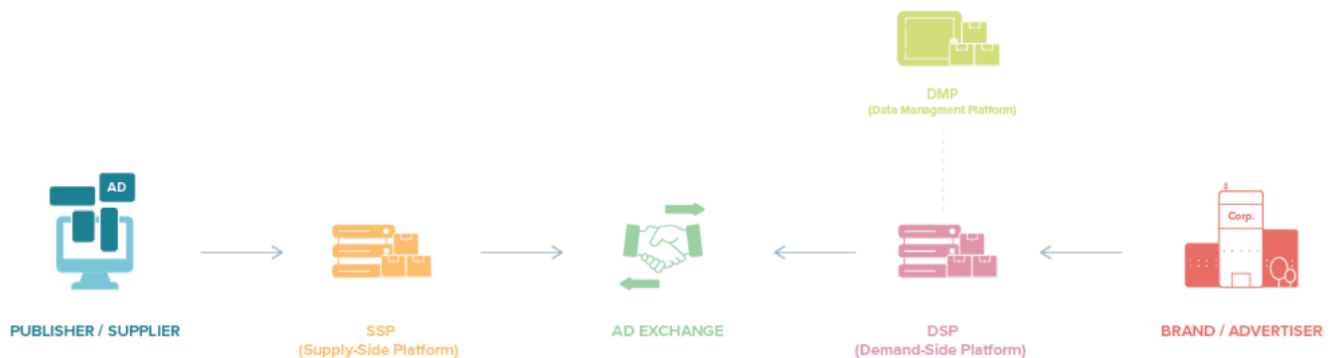 DMP
(Data Managment Platform)
AD
Corp.
PUBLISHER / SUPPLIER
SSP
(Supply-Side Platform)
AD EXCHANGE
DSP
(Demand-Side Platform)
BRAND / ADVERTISER